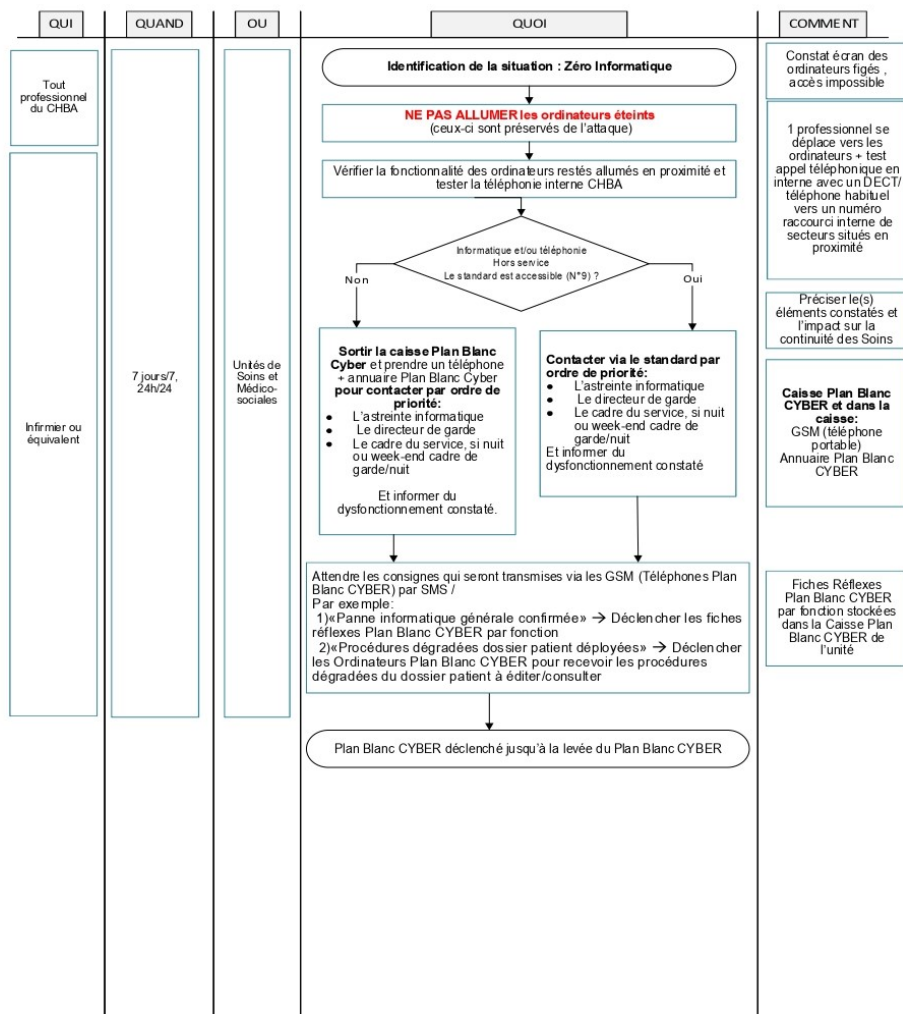 QUI
QUAND
OU
QUOI
COMMENT
Tout
professionnel
du CHBA
Infirmier ou
équivalent
7 jours/7,
24h/24
Unités de
Soins et
Médico-
sociales
Identification de la situation : Zéro Informatique
NE PAS ALLUMER les ordinateurs éteints
(ceux-ci sont préservés de l'attaque)
Vérifier la fonctionnalité des ordinateurs restés allumés en proximité et
tester la téléphonie interne CHBA
Informatique et/ou téléphonie
Hors service
Le standard est accessible (N°9) ?
Non
Oui
Sortir la caisse Plan Blanc
Cyber et prendre un téléphone
+ annuaire Plan Blanc Cyber
pour contacter par ordre de
priorité:
● L'astreinte informatique
● Le directeur de garde
● Le cadre du service, si nuit
ou week-end cadre de
garde/nuit
Et informer du
dysfonctionnement constaté.
Contacter via le standard par
ordre de priorité:
● L'astreinte informatique
● Le directeur de garde
● Le cadre du service, si nuit
ou week-end cadre de
garde/nuit
Et informer du
dysfonctionnement constaté
Attendre les consignes qui seront transmises via les GSM (Téléphones Plan
Blanc CYBER) par SMS /
Par exemple:
1)«Panne informatique générale confirmée» → Déclencher les fiches
réflexes Plan Blanc CYBER par fonction
2)«Procédures dégradées dossier patient déployées» → Déclencher
les Ordinateurs Plan Blanc CYBER pour recevoir les procédures
dégradées du dossier patient à éditer/consulter
Plan Blanc CYBER déclenché jusqu'à la levée du Plan Blanc CYBER
Constat écran des
ordinateurs figés ,
accès impossible
1 professionnel se
déplace vers les
ordinateurs + test
appel téléphonique en
interne avec un DECT/
téléphone habituel
vers un numéro
raccourci interne de
secteurs situés en
proximité
Préciser le(s)
éléments constatés et
l'impact sur la
continuité des Soins
Caisse Plan Blanc
CYBER et dans la
caisse:
GSM (téléphone
portable)
Annuaire Plan Blanc
CYBER
Fiches Réflexes
Plan Blanc CYBER
par fonction stockées
dans la Caisse Plan
Blanc CYBER de
l'unité